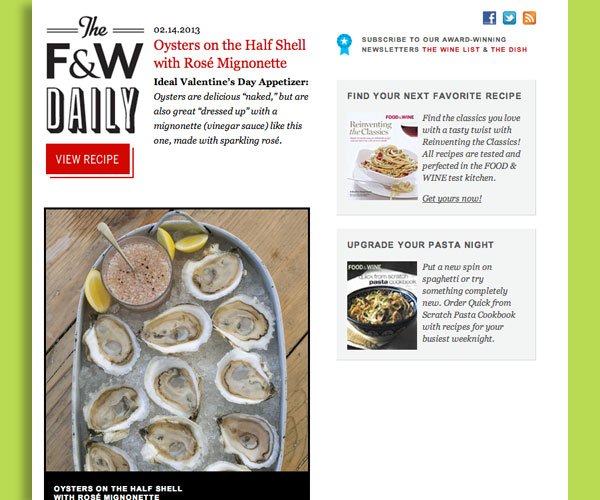 The
F&W
DAILY
VIEW RECIPE
02.14.2013
Oysters on the Half Shell
with Rosé Mignonette
Ideal Valentine's Day Appetizer:
Oysters are delicious “naked,” but are
also great “dressed up” with a
mignonette (vinegar sauce) like this
one, made with sparkling rosé.
OYSTERS ON THE HALF SHELL
WITH ROSÉ MIGNONETTE
SUBSCRIBE TO OUR AWARD-WINNING
NEWSLETTERS THE WINE LIST & THE DISH
FIND YOUR NEXT FAVORITE RECIPE
FOOD&WINE
Reinventing
the Classics
Find the classics you love
with a tasty twist with
Reinventing the Classics!
All recipes are tested and
perfected in the FOOD &
WINE test kitchen.
Get yours now!
UPGRADE YOUR PASTA NIGHT
FOOD&WINE
quick from scratch
pasta cookbook
Put a new spin on
spaghetti or try
something completely
new. Order Quick from
Scratch Pasta Cookbook
with recipes for your
busiest weeknight.